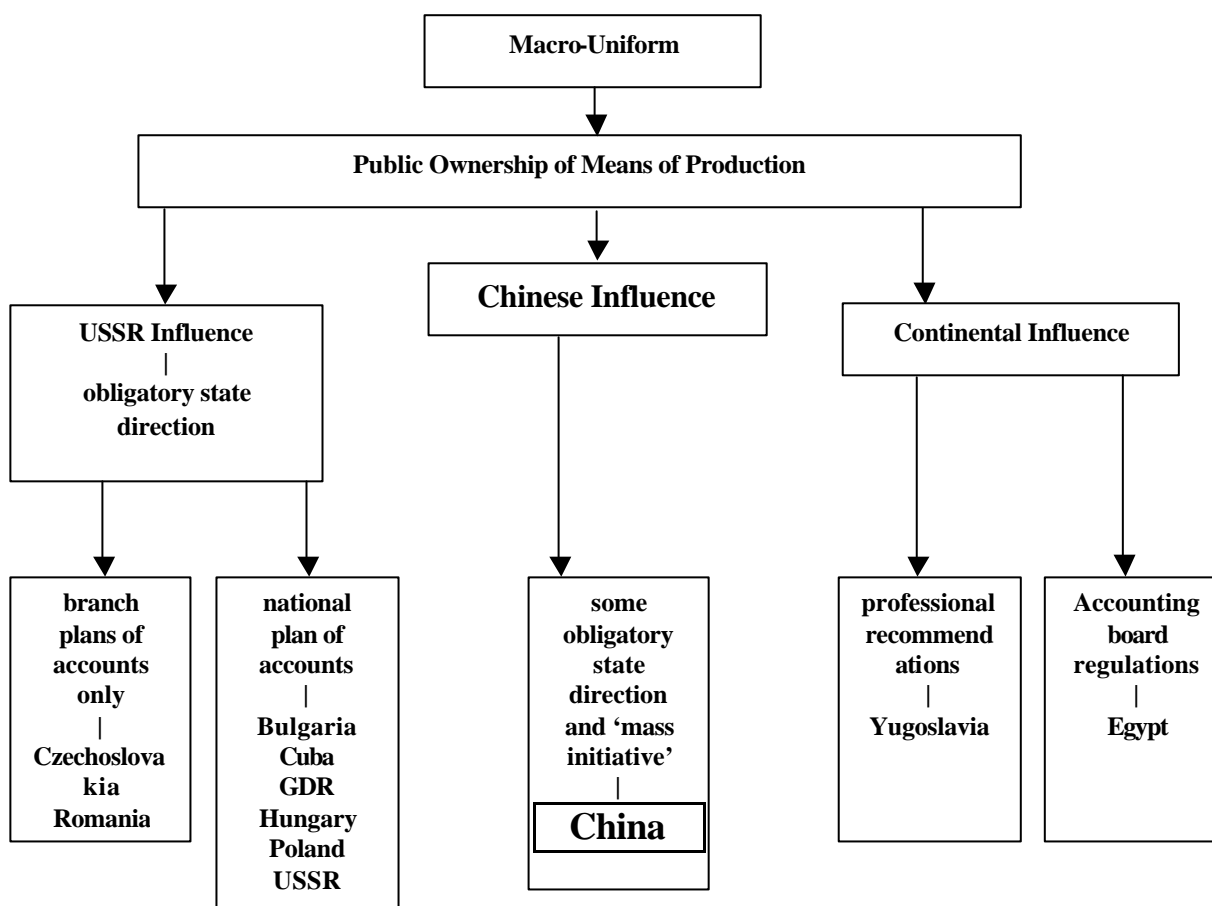 Macro-Uniform
Public Ownership of Means of Production
USSR Influence
|
obligatory state
direction
Chinese Influence
Continental Influence
branch
plans of
accounts
only
|
Czechoslova
kia
Romania
national
plan of
accounts
|
Bulgaria
Cuba
GDR
Hungary
Poland
USSR
some
obligatory
state
direction
and ‘mass
initiative’
|
China
professional
recommend
ations
|
Yugoslavia
Accounting
board
regulations
|
Egypt